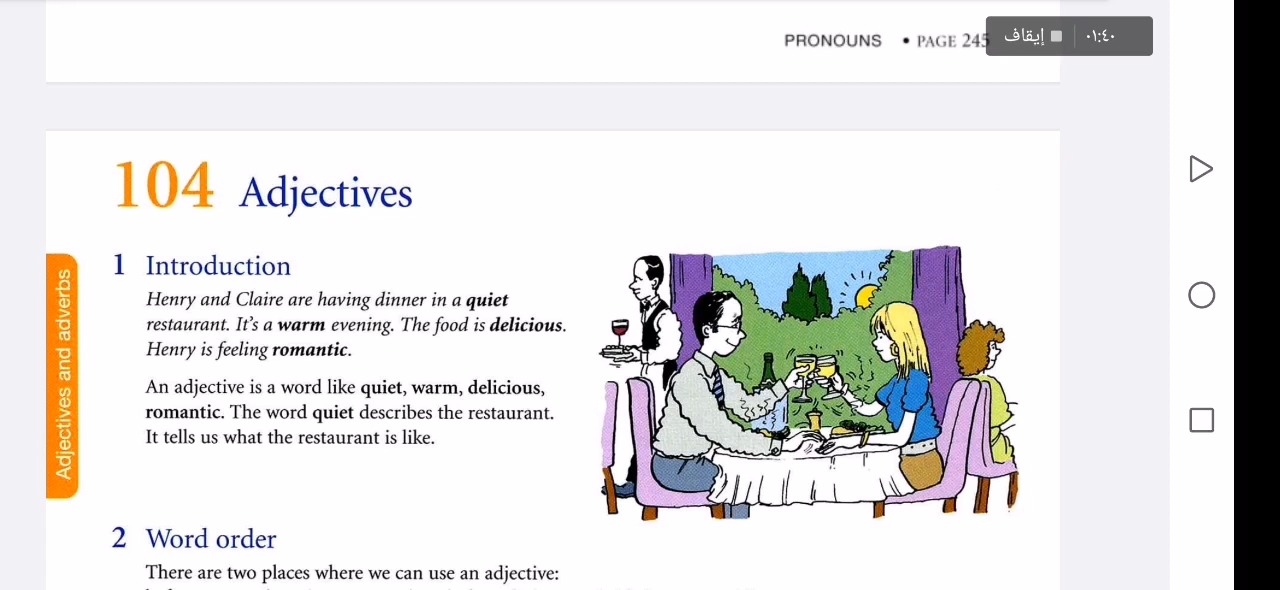 PRONOUNS • PAGE 245
إيقاف ٠١:٤٠
104 Adjectives
Adjectives and adverbs
1 Introduction
Henry and Claire are having dinner in a quiet
restaurant. It's a warm evening. The food is delicious.
Henry is feeling romantic.
An adjective is a word like quiet, warm, delicious,
romantic. The word quiet describes the restaurant.
It tells us what the restaurant is like.
2 Word order
There are two places where we can use an adjective: